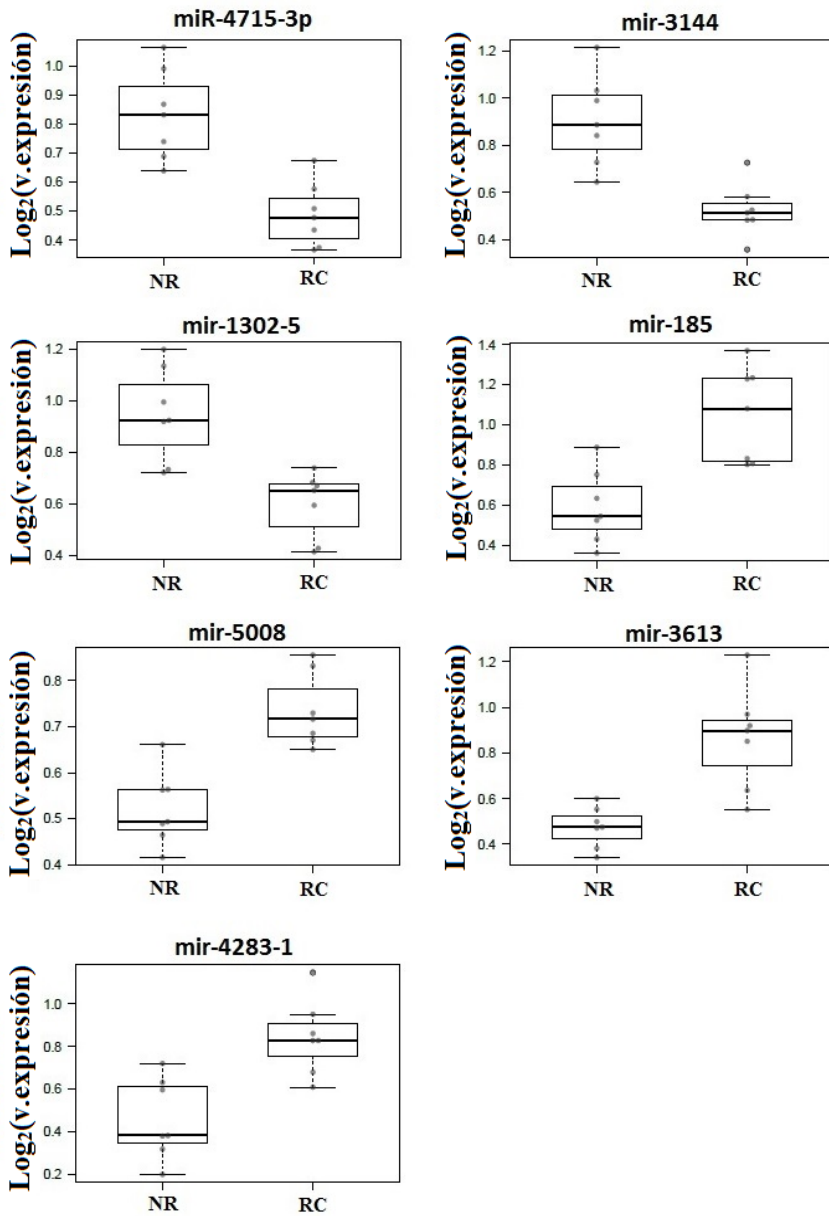 miR-4715-3p
Log₂(v.expresión)
1.0
0.9
0.8
0.7
0.6
0.5
0.4
NR RC
mir-3144
Log₂(v.expresión)
1.2
1.0
0.8
0.6
0.4
NR RC
mir-1302-5
Log₂(v.expresión)
1.2
1.0
0.8
0.6
0.4
NR RC
mir-185
Log₂(v.expresión)
1.4
1.2
1.0
0.8
0.6
0.4
NR RC
mir-5008
Log₂(v.expresión)
0.8
0.7
0.6
0.5
0.4
NR RC
mir-3613
Log₂(v.expresión)
1.2
1.0
0.8
0.6
0.4
NR RC
mir-4283-1
Log₂(v.expresión)
1.0
0.8
0.6
0.4
0.2
NR RC